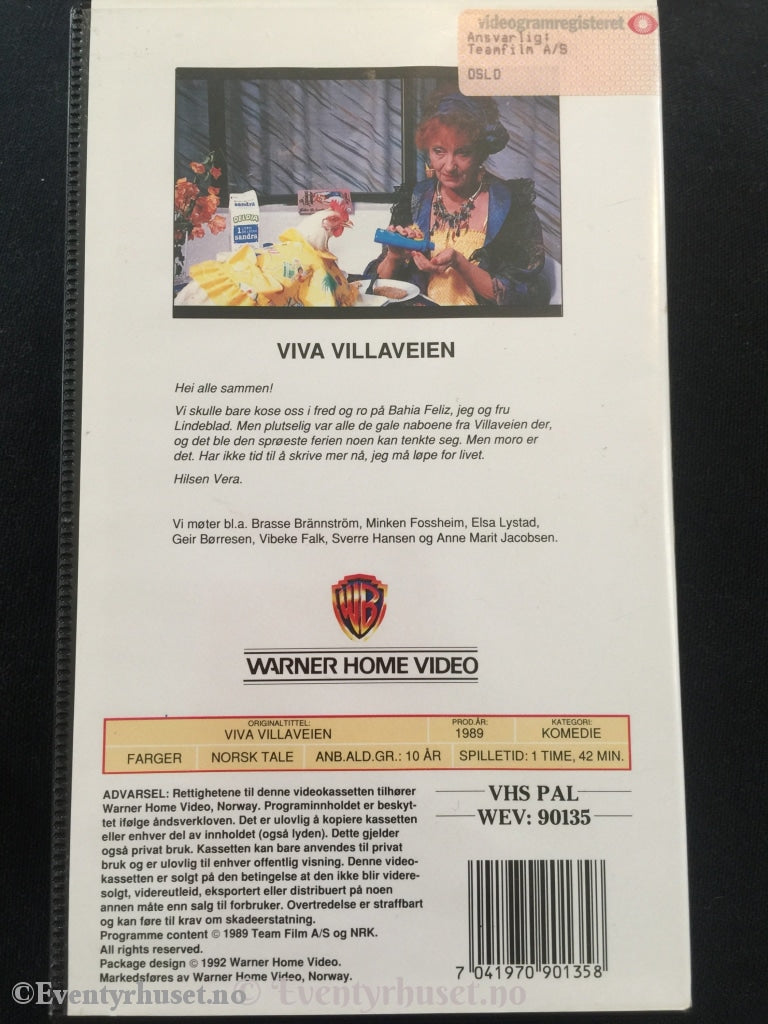 videogramregisteret
Ansvarlig:
Teamfilm A/S
OSLO
sandra
DELDIA
1
sandra
VIVA VILLAVEIEN
Hei alle sammen!
Vi skulle bare kose oss i fred og ro på Bahia Feliz, jeg og fru
Lindeblad. Men plutselig var alle de gale naboene fra Villaveien der,
og det ble den sprøeste ferien noen kan tenkte seg. Men moro er
det. Har ikke tid til å skrive mer nå, jeg må løpe for livet.
Hilsen Vera.
Vi møter bl.a. Brasse Brännström, Minken Fossheim, Elsa Lystad,
Geir Børresen, Vibeke Falk, Sverre Hansen og Anne Marit Jacobsen.
WB
WARNER HOME VIDEO
ORIGINALTITTEL: PROD.ÅR: KATEGORI:
VIVA VILLAVEIEN 1989 KOMEDIE
FARGER NORSK TALE ANB.ALD.GR.: 10 ÅR SPILLETID: 1 TIME, 42 MIN.
ADVARSEL: Rettighetene til denne videokassetten tilhører
Warner Home Video, Norway. Programinnholdet er beskyt-
tet ifølge åndsverkloven. Det er ulovlig å kopiere kassetten
eller enhver del av innholdet (også lyden). Dette gjelder
også privat bruk. Kassetten kan bare anvendes til privat
bruk og er ulovlig til enhver offentlig visning. Denne video-
kassetten er solgt på den betingelse at den ikke blir videre-
solgt, videreutleid, eksportert eller distribuert på noen
annen måte enn salg til forbruker. Overtredelse er straffbart
og kan føre til krav om skadeerstatning.
Programme content © 1989 Team Film A/S og NRK.
All rights reserved.
Package design © 1992 Warner Home Video.
Markedsføres av Warner Home Video, Norway.
VHS PAL
WEV: 90135
7 041970 901358
©Eventyrhuset.no © Eventyrhuset.no